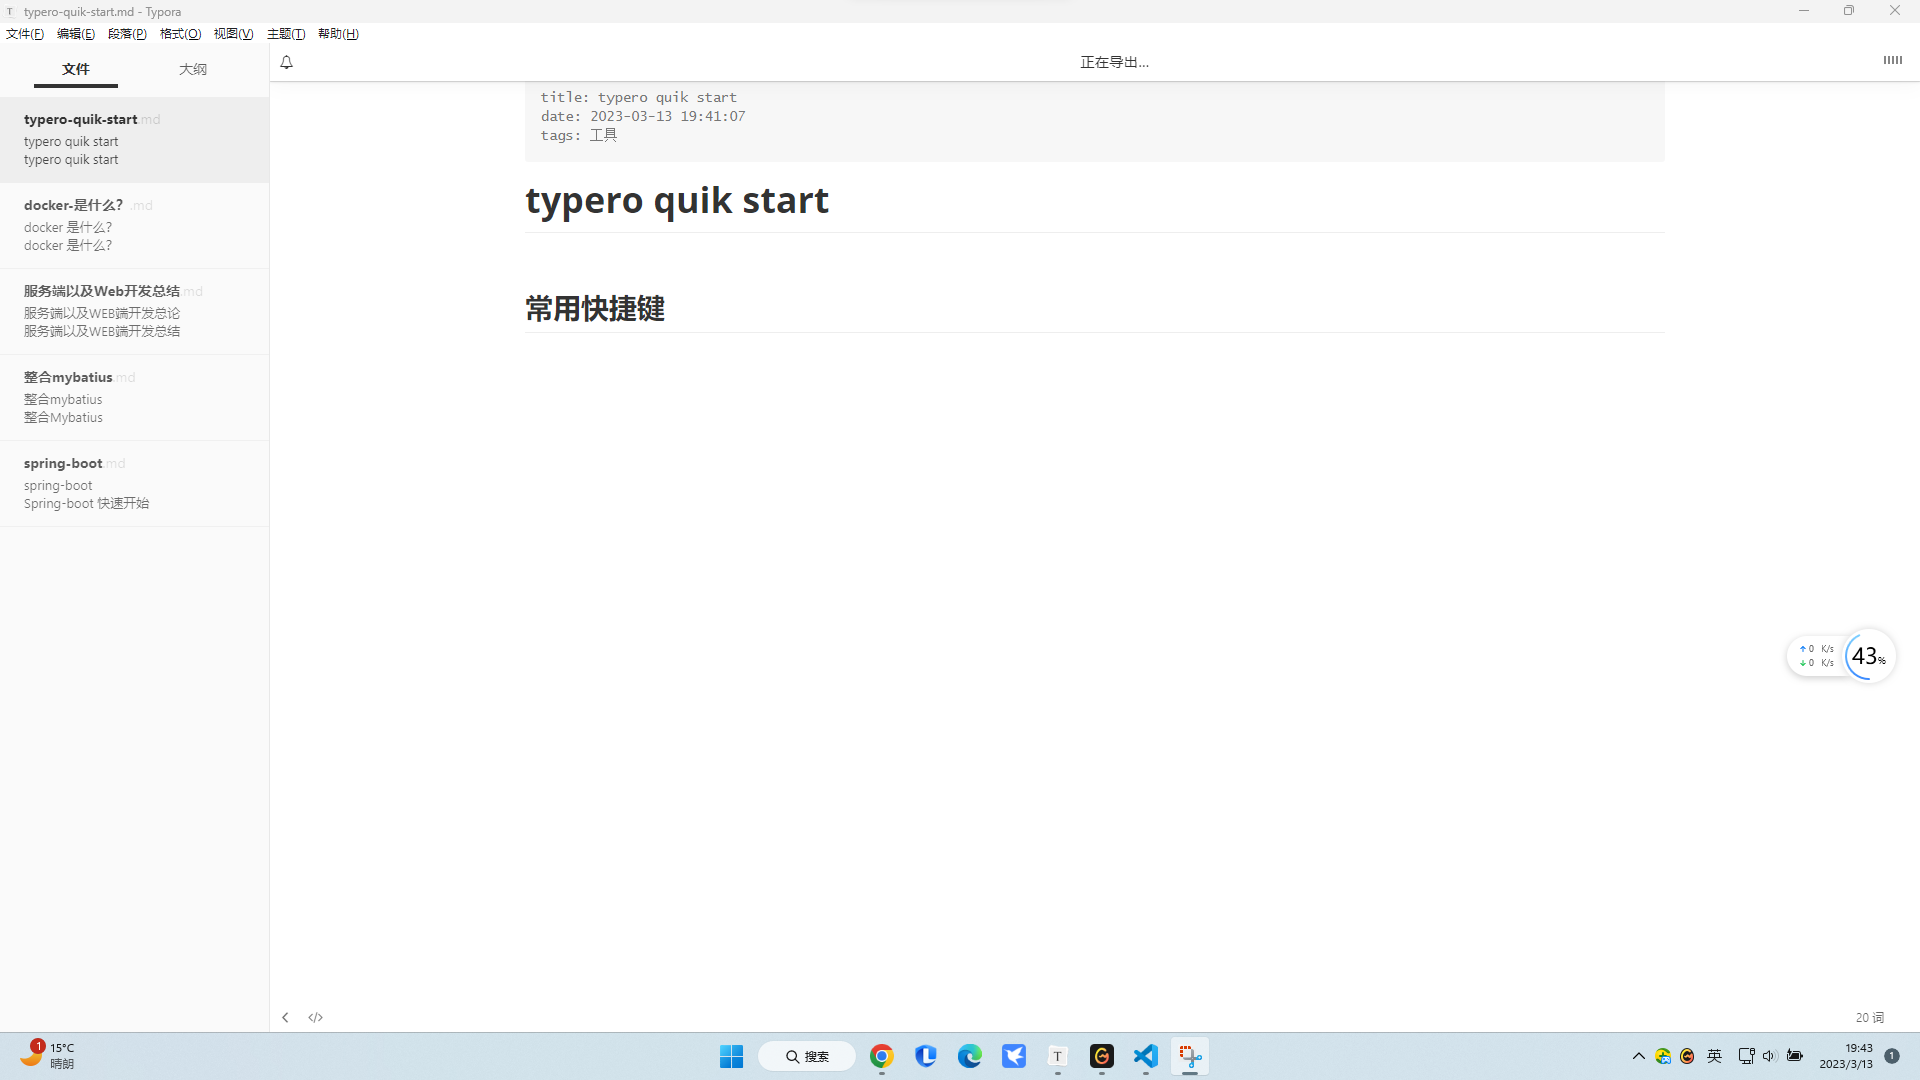 typero-quik-start.md - Typora
文件(F) 编辑(E) 段落(P) 格式(O) 视图(V) 主题(T) 帮助(H)
文件 大纲
正在导出...
typero-quik-start.md
typero quik start
typero quik start
docker-是什么？.md
docker 是什么？
docker 是什么？
服务端以及Web开发总结.md
服务端以及WEB端开发总论
服务端以及WEB端开发总结
整合mybatius.md
整合mybatius
整合Mybatius
spring-boot.md
spring-boot
Spring-boot 快速开始
title: typero quik start
date: 2023-03-13 19:41:07
tags: 工具
typero quik start
常用快捷键
0 K/s
0 K/s
43%
</>
20 词
1
15°C
晴朗
搜索
英
19:43
2023/3/13
1